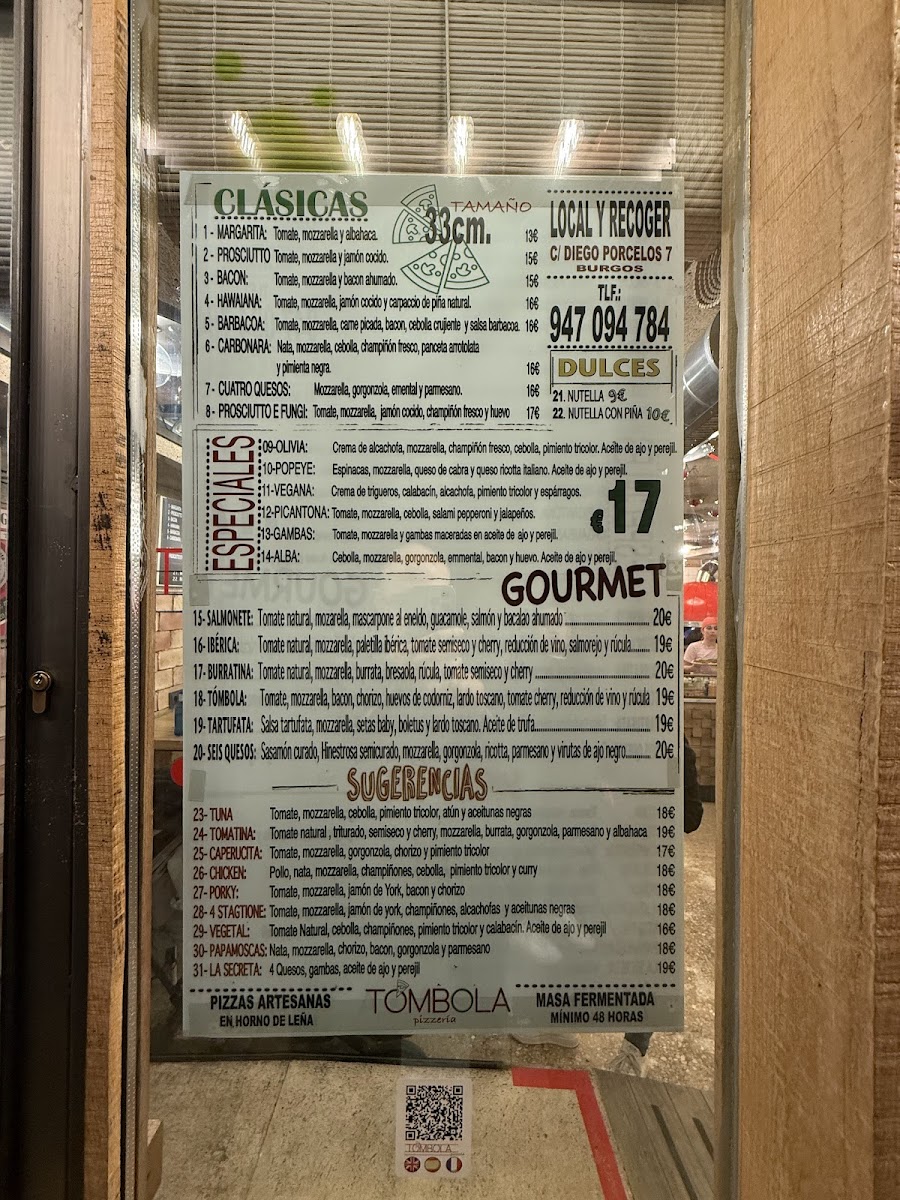 CLÁSICAS
TAMAÑO
33cm.
1 - MARGARITA: Tomate, mozzarella y albahaca. 13€
2 - PROSCIUTTO Tomate, mozzarella y jamón cocido. 15€
3 - BACON: Tomate, mozzarella y bacon ahumado. 15€
4 - HAWAIANA: Tomate, mozzarella, jamón cocido y carpaccio de piña natural. 16€
5 - BARBACOA: Tomate, mozzarella, carne picada, bacon, cebolla crujiente y salsa barbacoa. 16€
6 - CARBONARA: Nata, mozzarella, cebolla, champiñón fresco, panceta arrotolata
y pimienta negra. 16€
7 - CUATRO QUESOS: Mozzarella, gorgonzola, emental y parmesano. 16€
8 - PROSCIUTTO E FUNGI: Tomate, mozzarella, jamón cocido, champiñón fresco y huevo 17€
LOCAL Y RECOGER
C/ DIEGO PORCELOS 7
BURGOS
TLF.:
947 094 784
DULCES
21. NUTELLA 9€
22. NUTELLA CON PIÑA 10€
ESPECIALES
09-OLIVIA: Crema de alcachofa, mozzarella, champiñón fresco, cebolla, pimiento tricolor. Aceite de ajo y perejil.
10-POPEYE: Espinacas, mozzarella, queso de cabra y queso ricotta italiano. Aceite de ajo y perejil.
11-VEGANA: Crema de trigueros, calabacín, alcachofa, pimiento tricolor y espárragos.
12-PICANTONA: Tomate, mozzarella, cebolla, salami pepperoni y jalapeños.
13-GAMBAS: Tomate, mozzarella y gambas maceradas en aceite de ajo y perejil.
14-ALBA: Cebolla, mozzarella, gorgonzola, emmental, bacon y huevo. Aceite de ajo y perejil.
€17
GOURMET
15- SALMONETE: Tomate natural, mozarella, mascarpone al eneldo, guacamole, salmón y bacalao ahumado 20€
16- IBÉRICA: Tomate natural, mozzarella, paletilla ibérica, tomate semiseco y cherry, reducción de vino, salmorejo y rúcula 19€
17- BURRATINA: Tomate natural, mozzarella, burrata, bresaola, rúcula, tomate semiseco y cherry 20€
18- TÓMBOLA: Tomate, mozzarella, bacon, chorizo, huevos de codorniz, lardo toscano, tomate cherry, reducción de vino y rúcula 19€
19- TARTUFATA: Salsa tartufata, mozzarella, setas baby, boletus y lardo toscano. Aceite de trufa 19€
20- SEIS QUESOS: Sasamón curado, Hinestrosa semicurado, mozzarella, gorgonzola, ricotta, parmesano y virutas de ajo negro 20€
SUGERENCIAS
23- TUNA Tomate, mozzarella, cebolla, pimiento tricolor, atún y aceitunas negras 18€
24- TOMATINA: Tomate natural , triturado, semiseco y cherry, mozzarella, burrata, gorgonzola, parmesano y albahaca 19€
25- CAPERUCITA: Tomate, mozzarella, gorgonzola, chorizo y pimiento tricolor 17€
26- CHICKEN: Pollo, nata, mozzarella, champiñones, cebolla, pimiento tricolor y curry 18€
27- PORKY: Tomate, mozzarella, jamón de York, bacon y chorizo 18€
28- 4 STAGTIONE: Tomate, mozzarella, jamón de york, champiñones, alcachofas y aceitunas negras 18€
29- VEGETAL: Tomate Natural, cebolla, champiñones, pimiento tricolor y calabacín. Aceite de ajo y perejil 16€
30- PAPAMOSCAS: Nata, mozzarella, chorizo, bacon, gorgonzola y parmesano 18€
31- LA SECRETA: 4 Quesos, gambas, aceite de ajo y perejil 19€
PIZZAS ARTESANAS
EN HORNO DE LEÑA
TÓMBOLA
pizzería
MASA FERMENTADA
MÍNIMO 48 HORAS
TÓMBOLA